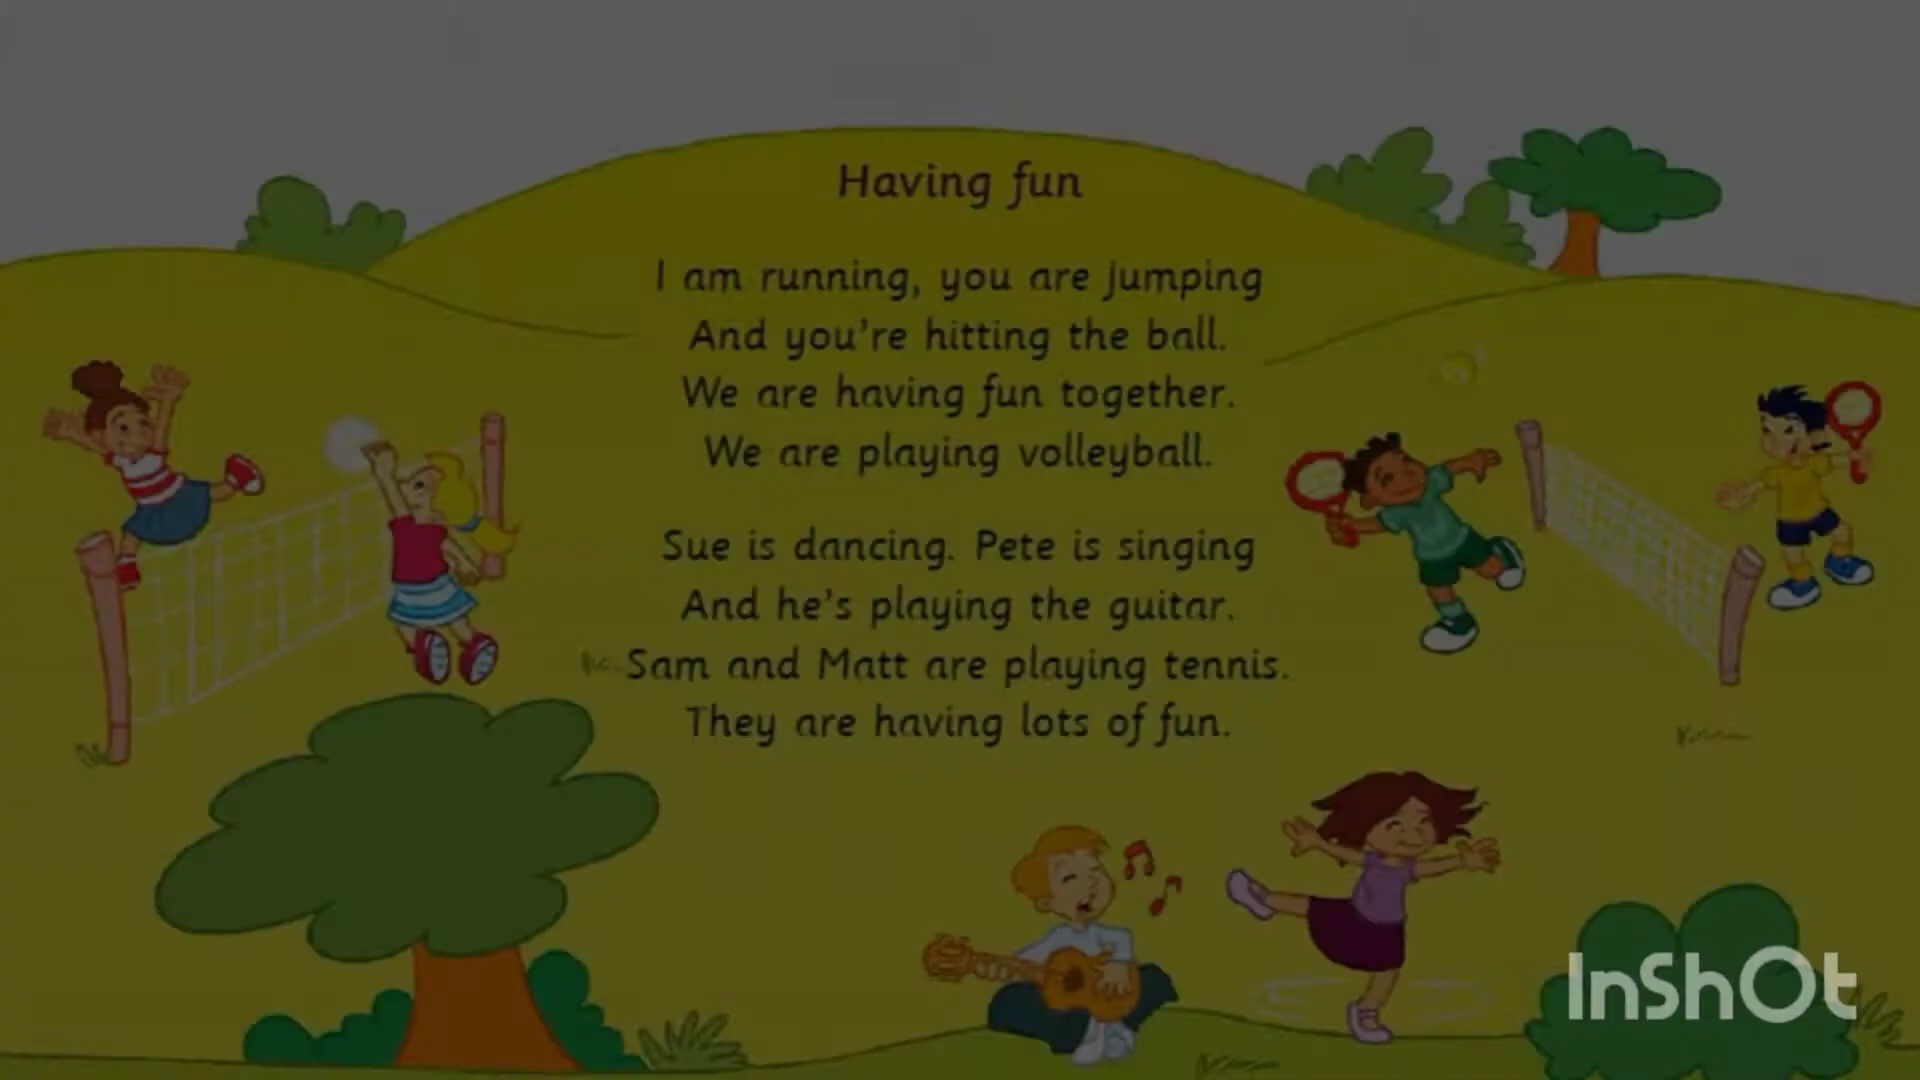 Having fun
I am running, you are jumping
And you're hitting the ball.
We are having fun together.
We are playing volleyball.
Sue is dancing. Pete is singing
And he's playing the guitar.
Sam and Matt are playing tennis.
They are having lots of fun.
InShOt